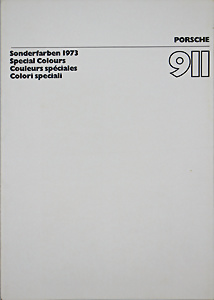 PORSCHE
Sonderfarben 1973
Special Colours
Couleurs spéciales
Colori speciali
911